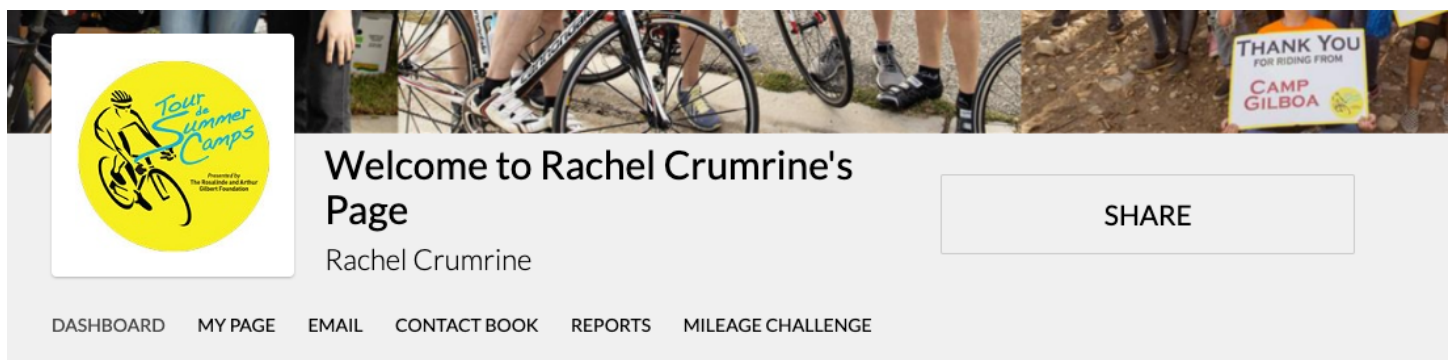 THANK YOU
FOR RIDING FROM
CAMP
GILBOA
Tour
de
Summer
Camps
Presented by
The Rosalinde and Arthur
Gilbert Foundation
Welcome to Rachel Crumrine's
Page
Rachel Crumrine
SHARE
DASHBOARD MY PAGE EMAIL CONTACT BOOK REPORTS MILEAGE CHALLENGE